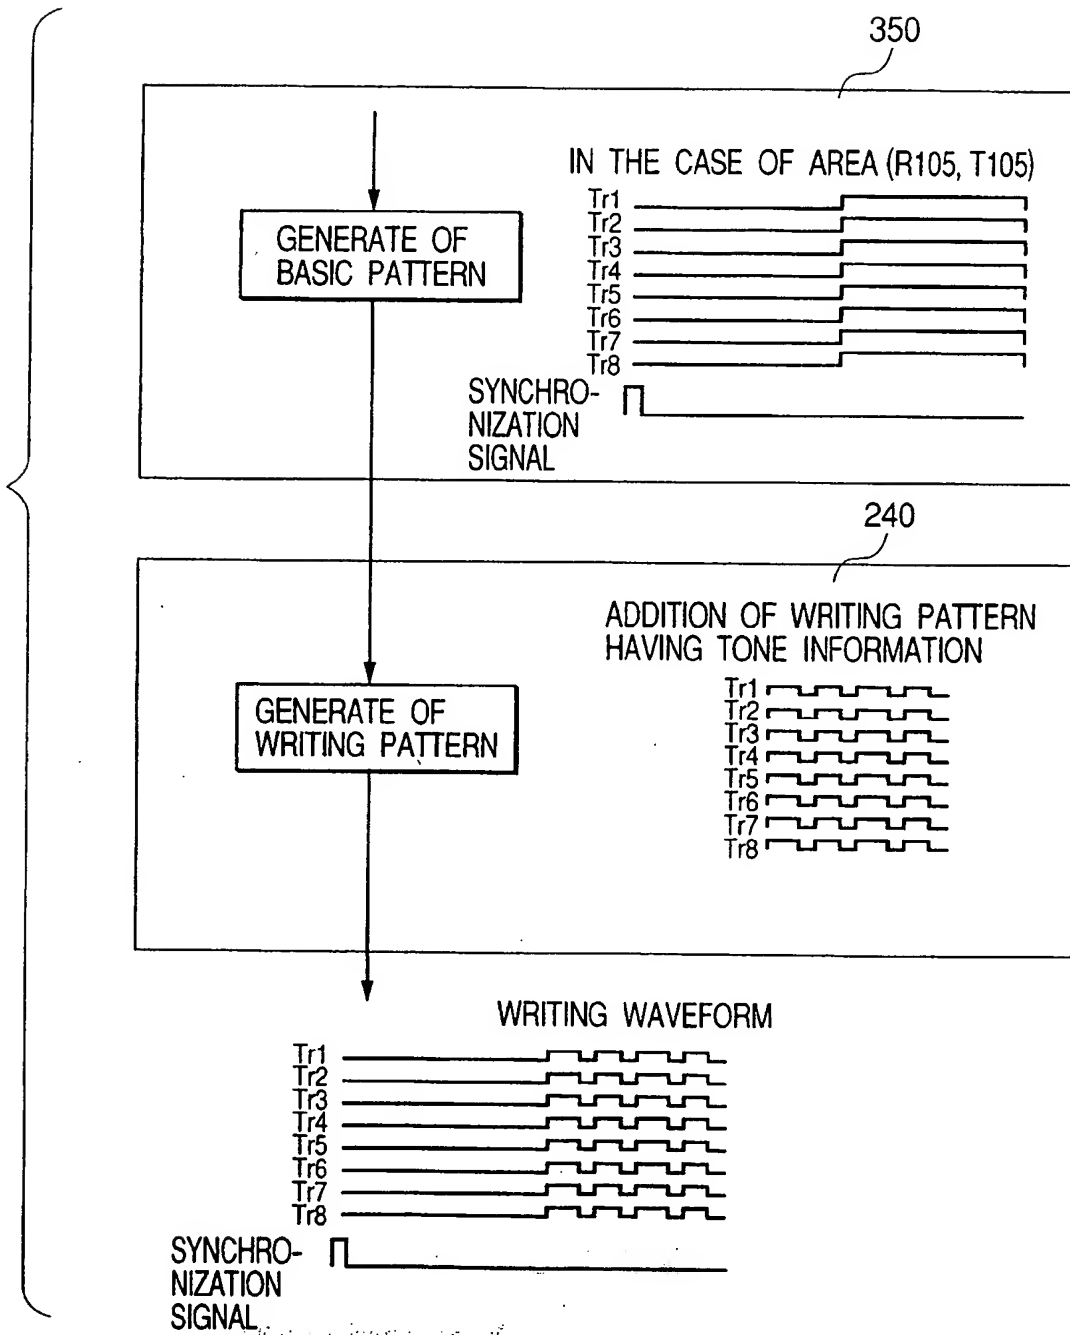 350
IN THE CASE OF AREA (R105, T105)
Tr1
Tr2
Tr3
Tr4
Tr5
Tr6
Tr7
Tr8
GENERATE OF
BASIC PATTERN
SYNCHRO-
NIZATION
SIGNAL
240
ADDITION OF WRITING PATTERN
HAVING TONE INFORMATION
Tr1
Tr2
Tr3
Tr4
Tr5
Tr6
Tr7
Tr8
GENERATE OF
WRITING PATTERN
WRITING WAVEFORM
Tr1
Tr2
Tr3
Tr4
Tr5
Tr6
Tr7
Tr8
SYNCHRO-
NIZATION
SIGNAL